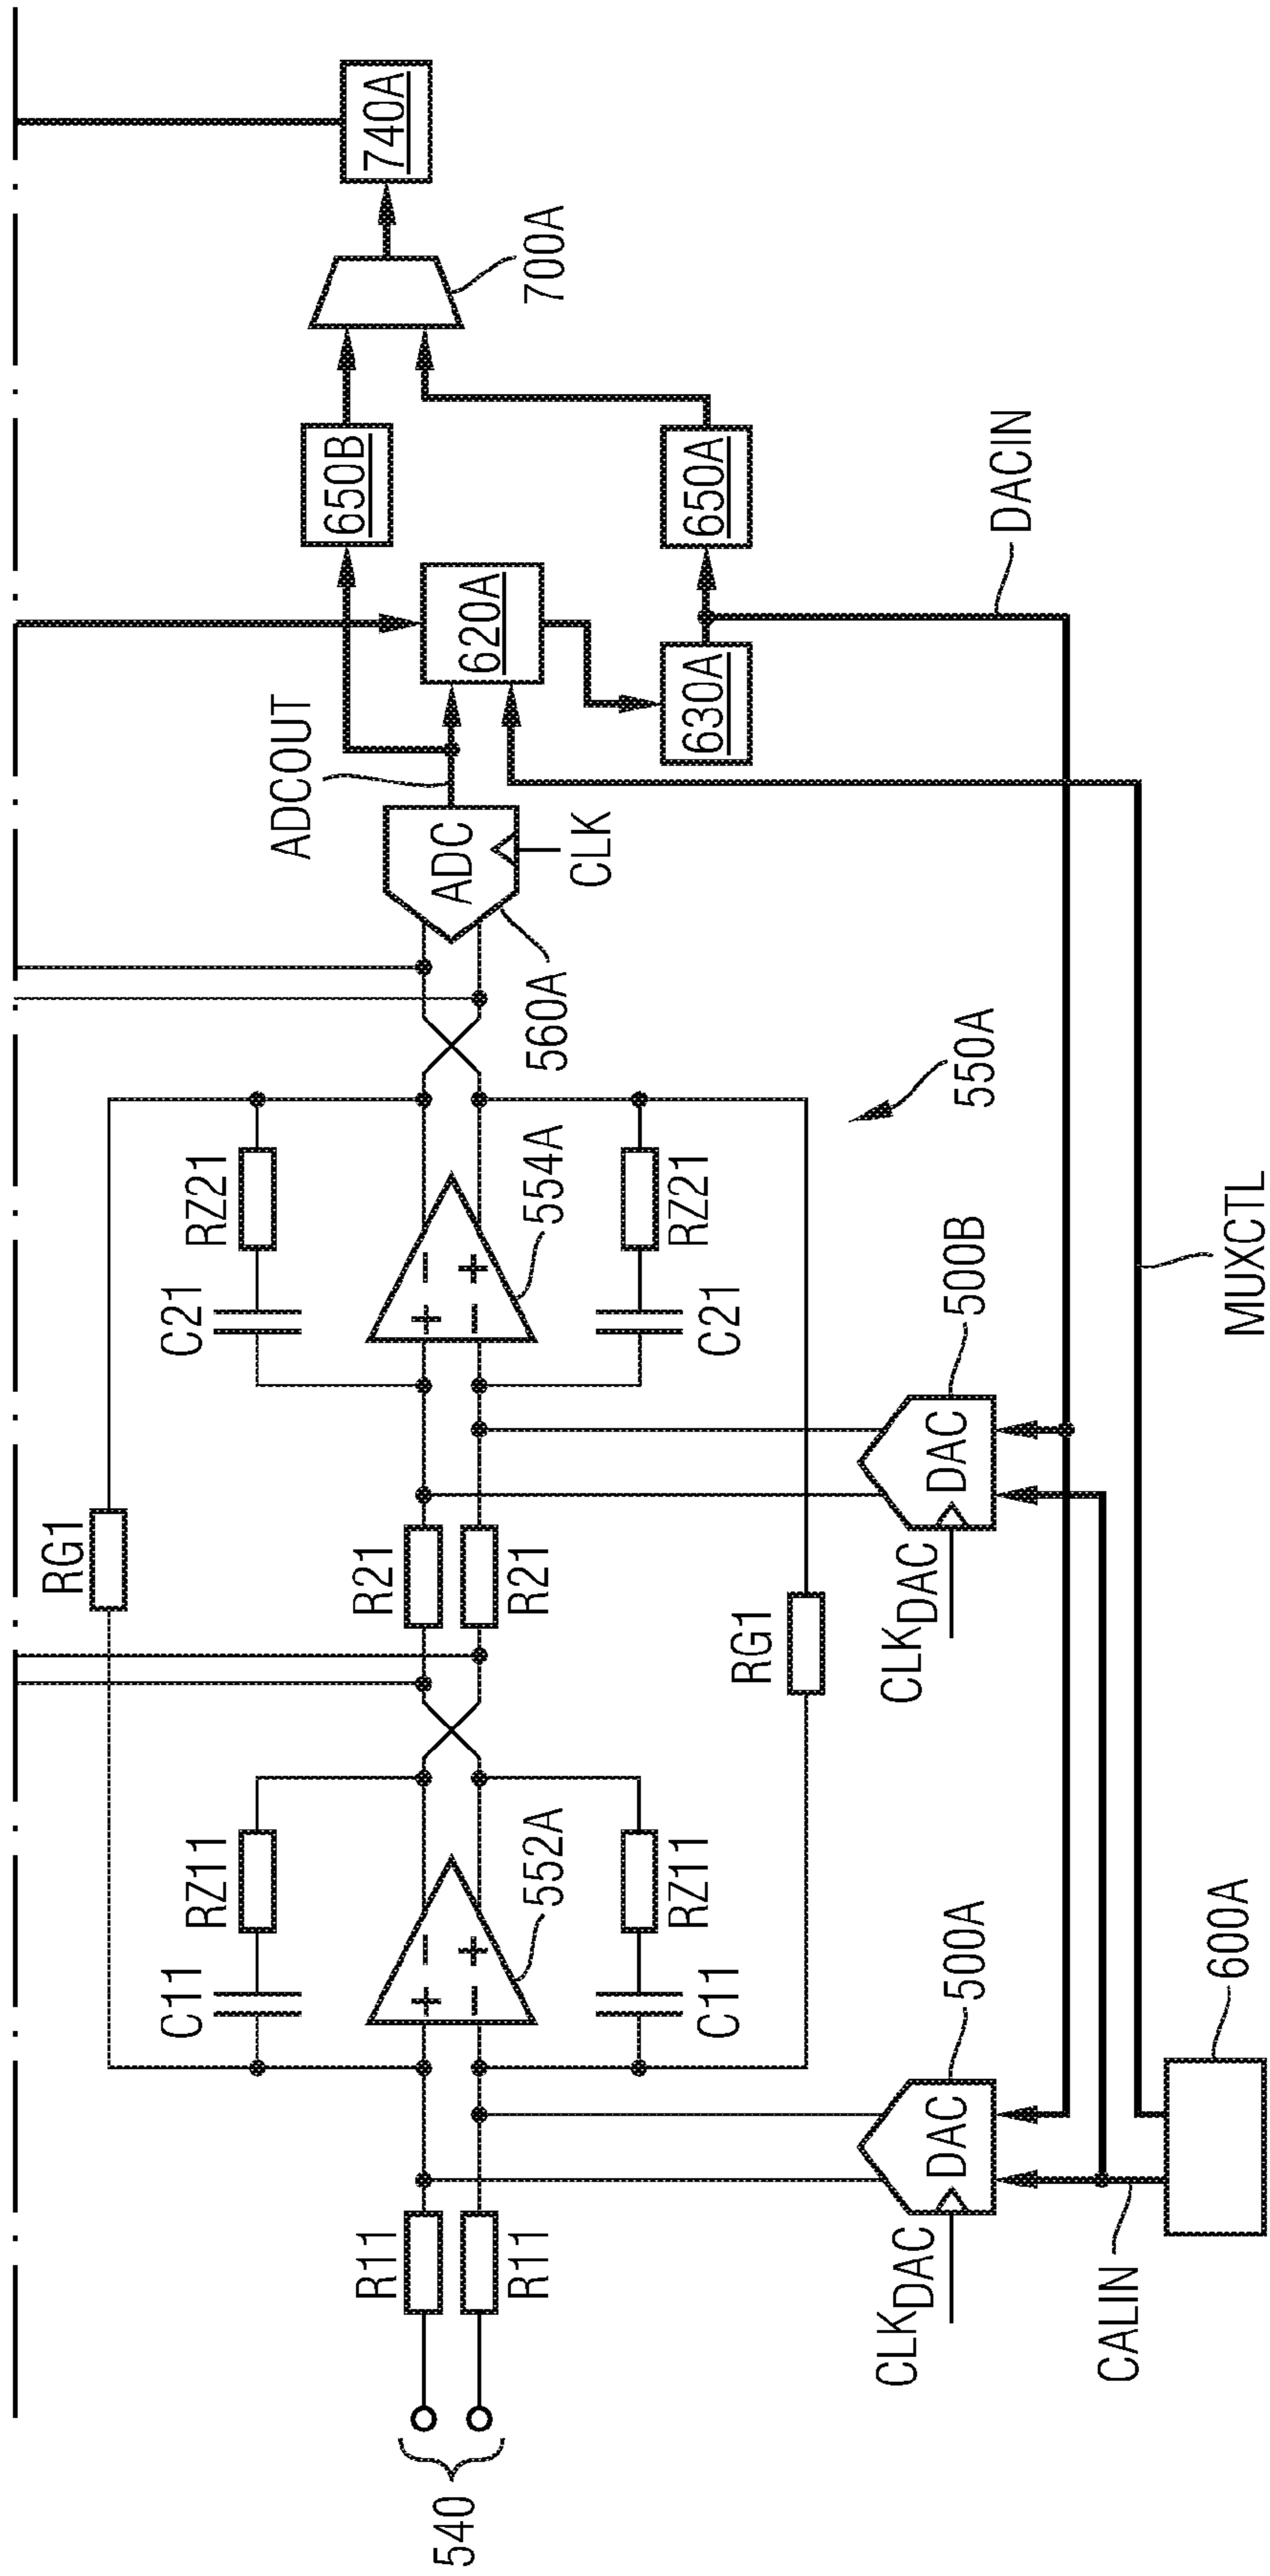 RG1
C11
RZ11
C21
RZ21
ADCOUT
650B
740A
540
R11
R11
552A
R21
R21
554A
560A
ADC
CLK
620A
700A
C11
RZ11
RG1
C21
RZ21
630A
650A
CLKDAC
DAC
500A
CLKDAC
DAC
500B
550A
DACIN
CALIN
600A
MUXCTL
+
−
−
+
+
−
−
+